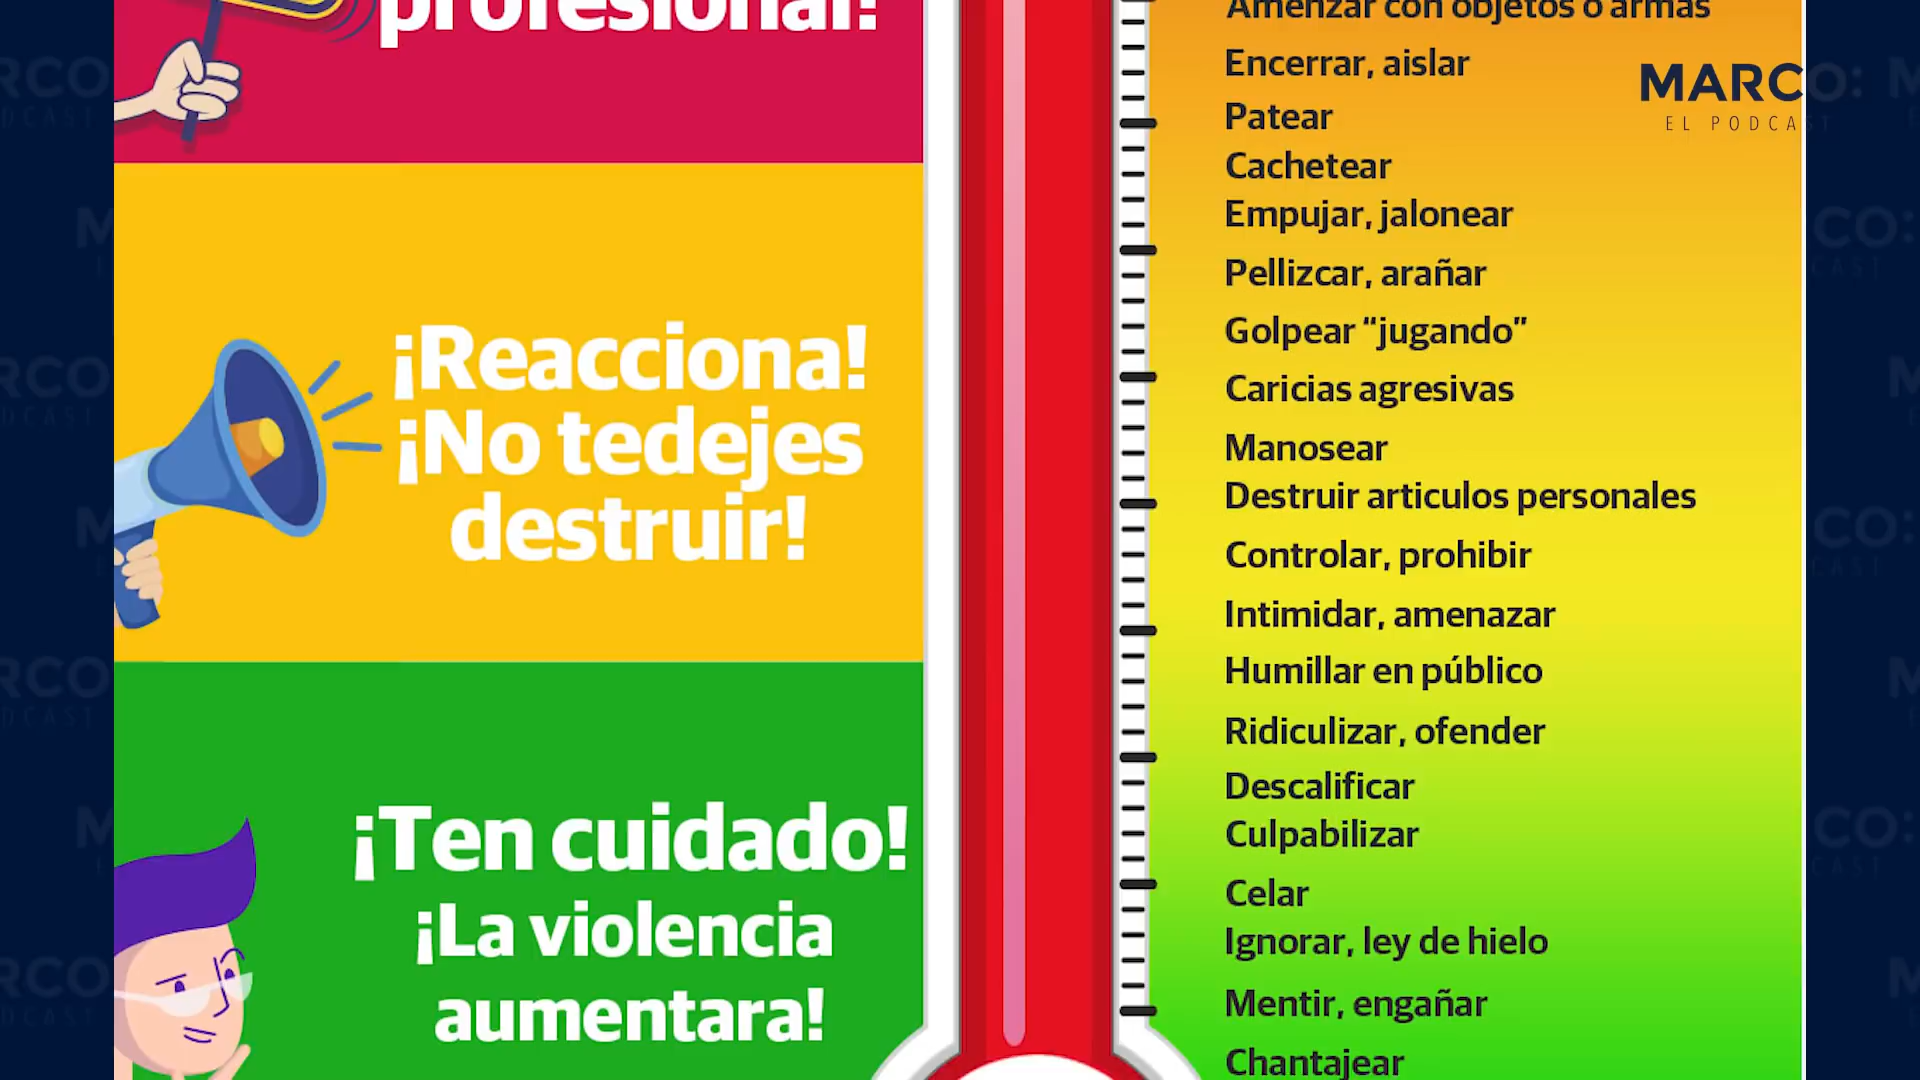 profesional!
¡Reacciona!
¡No tedejes
destruir!
¡Ten cuidado!
¡La violencia
aumentara!
Amenzar con objetos o armas
Encerrar, aislar
Patear
Cachetear
Empujar, jalonear
Pellizcar, arañar
Golpear “jugando”
Caricias agresivas
Manosear
Destruir articulos personales
Controlar, prohibir
Intimidar, amenazar
Humillar en público
Ridiculizar, ofender
Descalificar
Culpabilizar
Celar
Ignorar, ley de hielo
Mentir, engañar
Chantajear
MARCO:
EL PODCAST